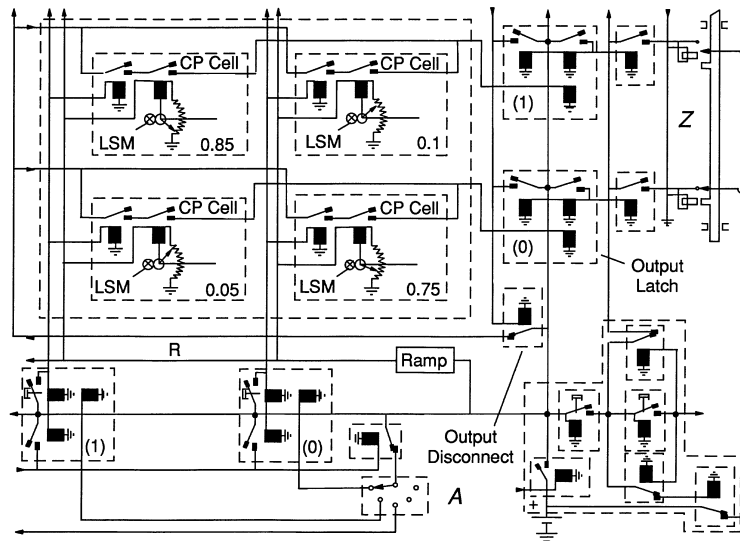 CP Cell
CP Cell
(1)
Z
LSM
0.85
LSM
0.1
CP Cell
CP Cell
(0)
LSM
0.05
LSM
0.75
Output
Latch
R
Ramp
Output
Disconnect
(1)
(0)
A
+